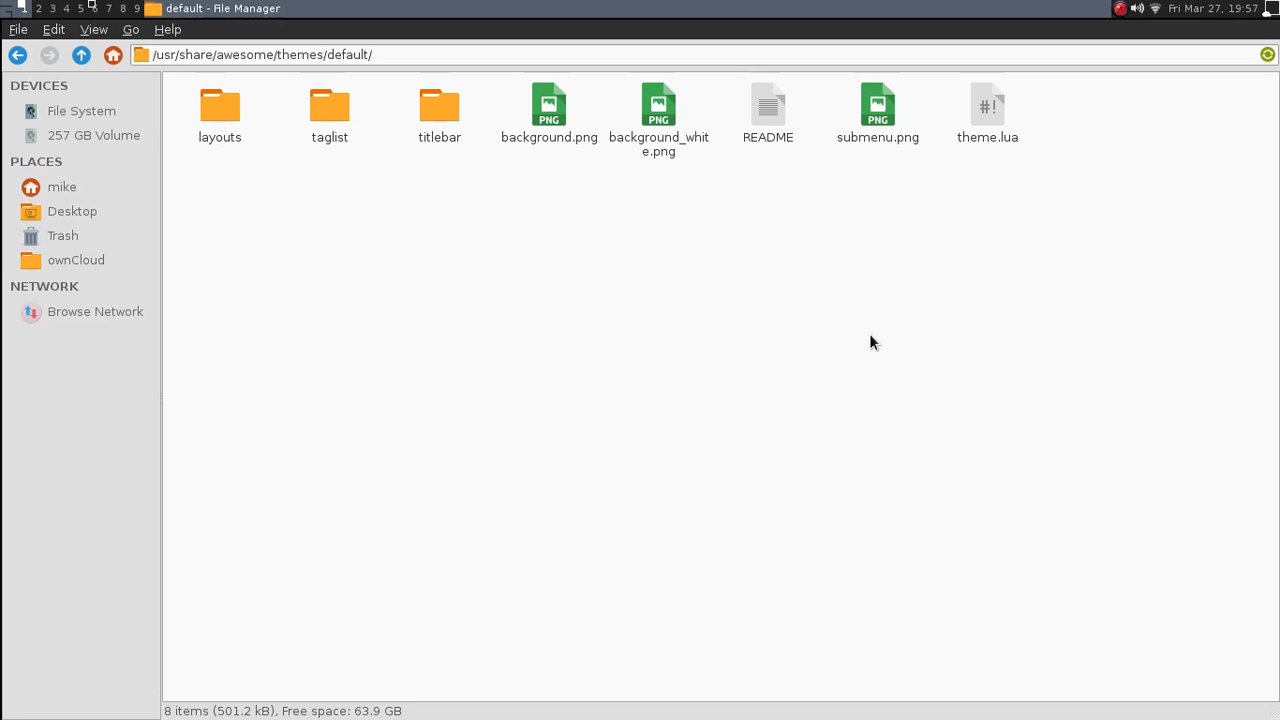 1 2 3 4 5 6 7 8 9 default - File Manager Fri Mar 27, 19:57
File Edit View Go Help
/usr/share/awesome/themes/default/
DEVICES
File System
257 GB Volume
PLACES
mike
Desktop
Trash
ownCloud
NETWORK
Browse Network
layouts
taglist
titlebar
PNG
background.png
PNG
background_whit
e.png
README
PNG
submenu.png
#!
theme.lua
8 items (501.2 kB), Free space: 63.9 GB